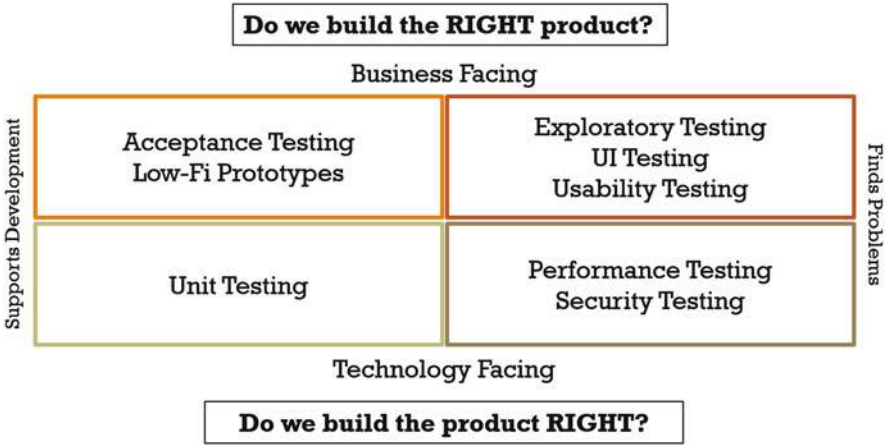 Do we build the RIGHT product?
Business Facing
Supports Development
Acceptance Testing
Low-Fi Prototypes
Exploratory Testing
UI Testing
Usability Testing
Finds Problems
Unit Testing
Performance Testing
Security Testing
Technology Facing
Do we build the product RIGHT?